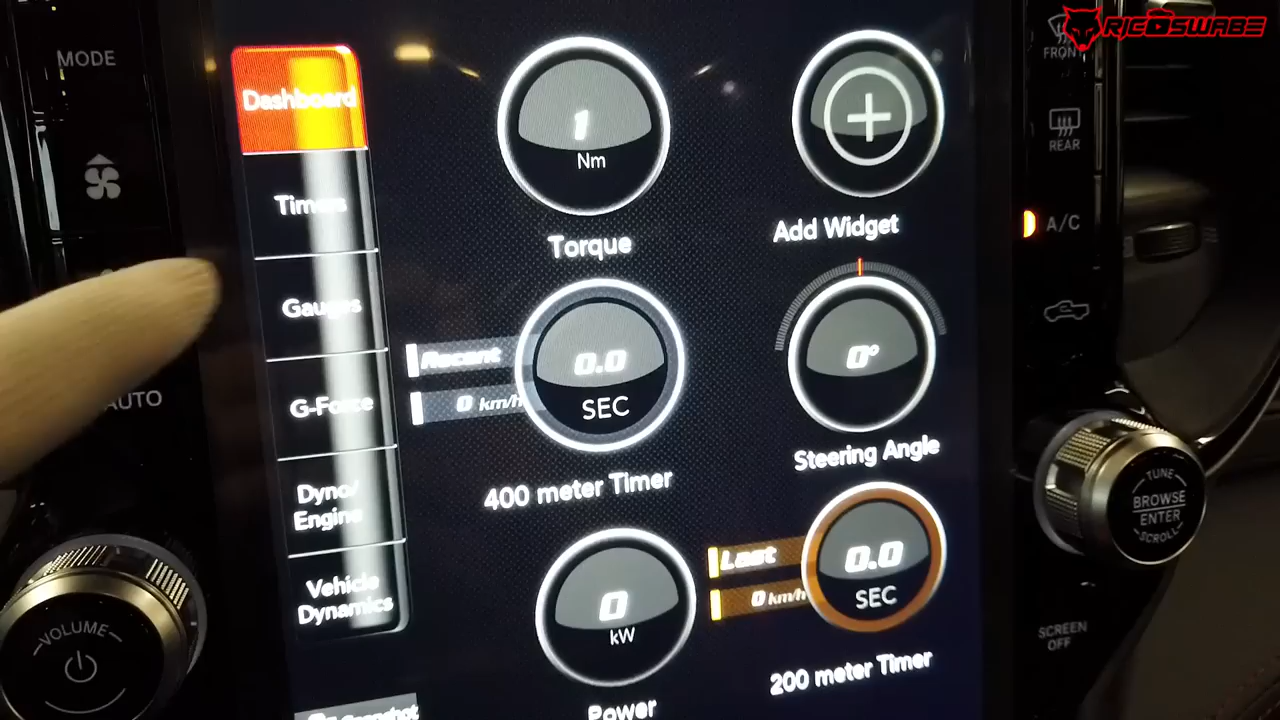 RICOSWABE
MODE
FRONT
REAR
A/C
AUTO
Dashboard
Timers
Gauges
G-Force
Dyno/
Engine
Vehicle
Dynamics
1
Nm
Torque
Add Widget
Recent
0 km/h
0.0
SEC
400 meter Timer
0°
Steering Angle
0
kW
Power
Last
0 km/h
0.0
SEC
200 meter Timer
Snapshot
VOLUME
TUNE
BROWSE
ENTER
SCROLL
SCREEN
OFF